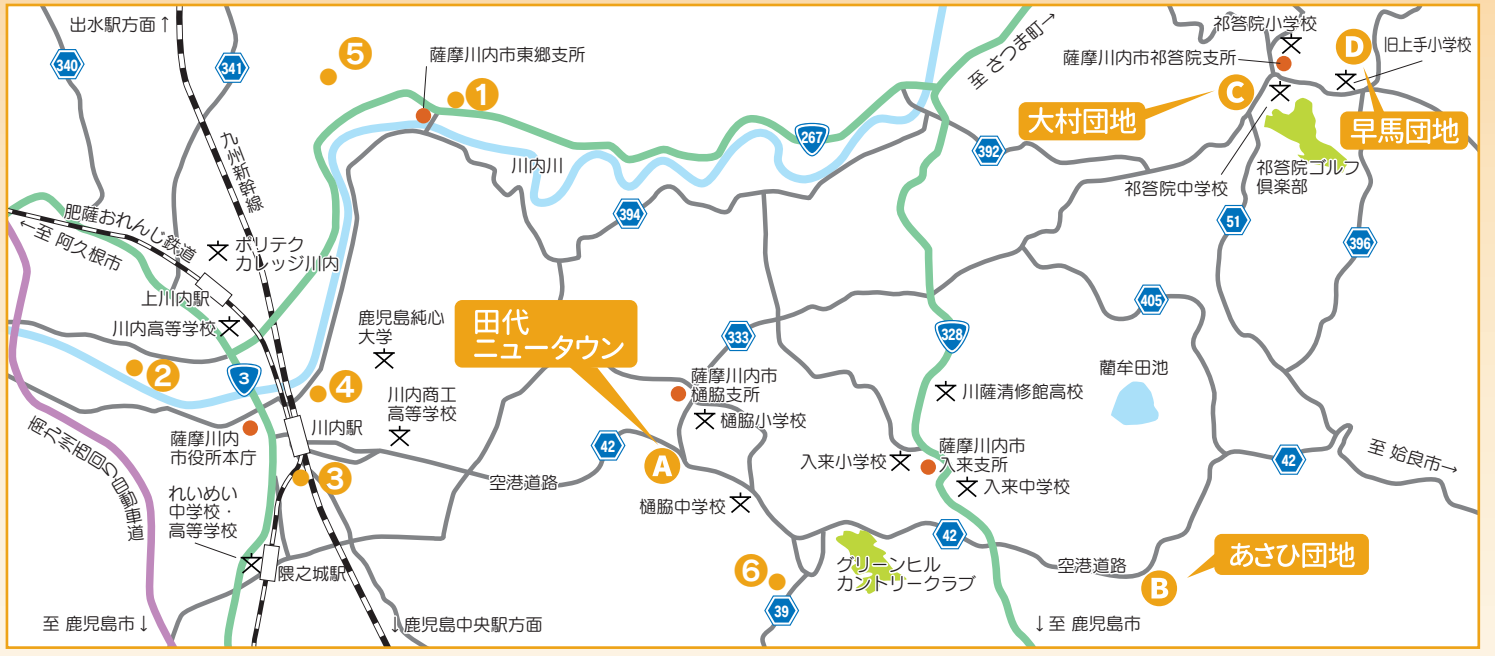 出水駅方面↑
340
341
5
薩摩川内市東郷支所
1
至 さつま町→
祁答院小学校
薩摩川内市祁答院支所
D
旧上手小学校
C
大村団地
早馬団地
九州新幹線
267
川内川
392
祁答院中学校
祁答院ゴルフ
倶楽部
394
51
396
肥薩おれんじ鉄道
←至 阿久根市
ポリテク
カレッジ川内
上川内駅
川内高等学校
鹿児島純心
大学
田代
ニュータウン
333
328
405
2
3
4
川内商工
高等学校
薩摩川内市
樋脇支所
樋脇小学校
川薩清修館高校
藺牟田池
南九州西回り自動車道
薩摩川内
市役所本庁
川内駅
42
A
入来小学校
薩摩川内市
入来支所
入来中学校
42
至 姶良市→
3
れいめい
中学校・
高等学校
空港道路
樋脇中学校
42
隈之城駅
6
グリーンヒル
カントリークラブ
空港道路
B
あさひ団地
39
至 鹿児島市↓
↓鹿児島中央駅方面
↓至 鹿児島市